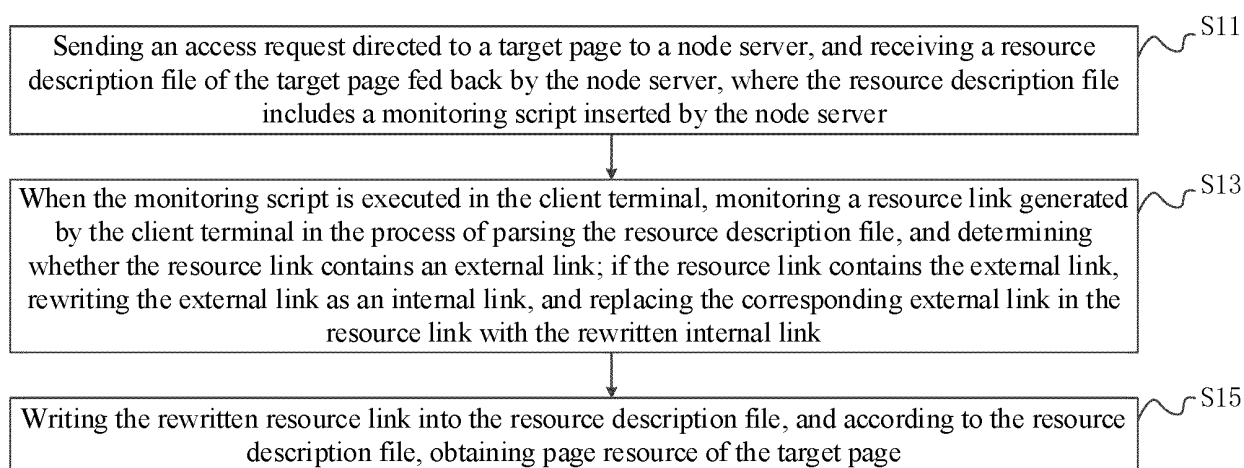 S11
Sending an access request directed to a target page to a node server, and receiving a resource
description file of the target page fed back by the node server, where the resource description file
includes a monitoring script inserted by the node server
S13
When the monitoring script is executed in the client terminal, monitoring a resource link generated
by the client terminal in the process of parsing the resource description file, and determining
whether the resource link contains an external link; if the resource link contains the external link,
rewriting the external link as an internal link, and replacing the corresponding external link in the
resource link with the rewritten internal link
S15
Writing the rewritten resource link into the resource description file, and according to the resource
description file, obtaining page resource of the target page